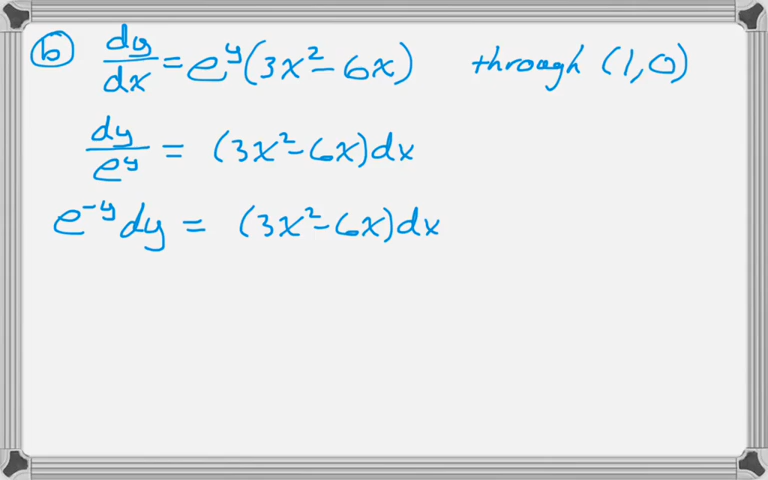 ⓑ dy/dx = e^y(3x²-6x) through (1,0)
dy/e^y = (3x²-6x)dx
e^-y dy = (3x²-6x)dx